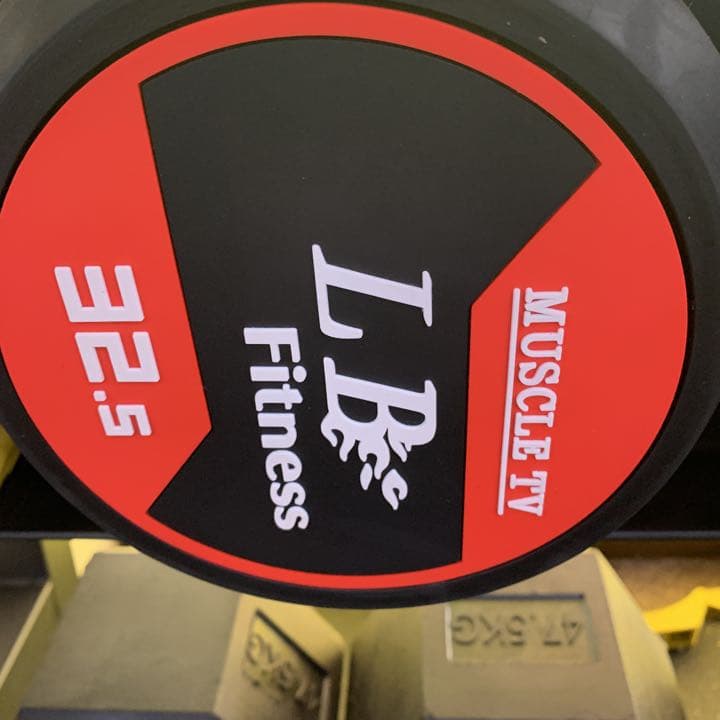 MUSCLE TV
LB
Fitness
32.5
47.5KG